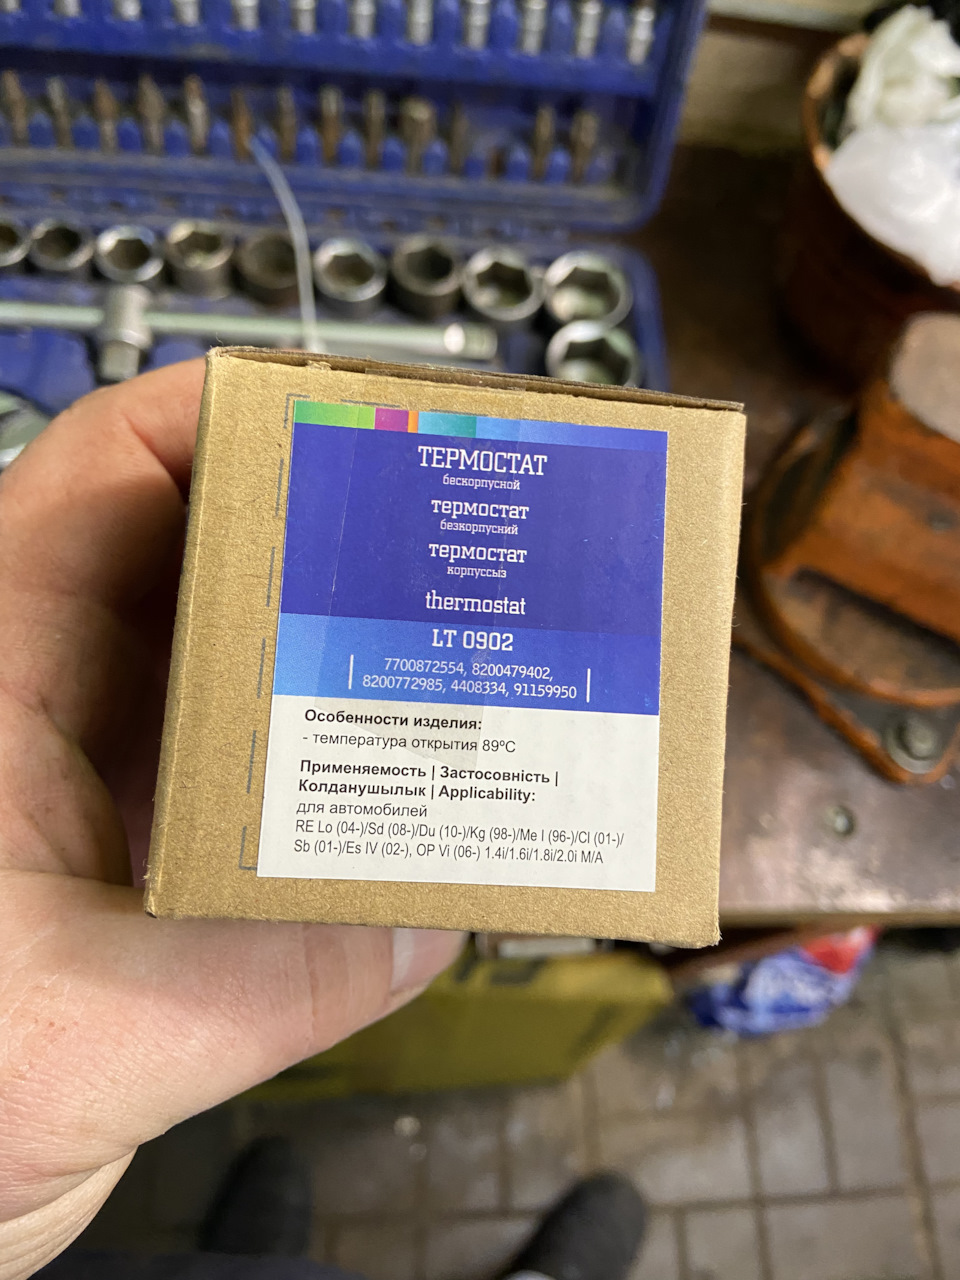 ТЕРМОСТАТ
бескорпусной
термостат
безкорпусний
термостат
корпуссыз
thermostat
LT 0902
7700872554, 8200479402,
8200772985, 4408334, 91159950
Особенности изделия:
- температура открытия 89ºС
Применяемость | Застосовність |
Колданушылык | Applicability:
для автомобилей
RE Lo (04-)/Sd (08-)/Du (10-)/Kg (98-)/Me I (96-)/Cl (01-)/
Sb (01-)/Es IV (02-), OP Vi (06-) 1.4i/1.6i/1.8i/2.0i M/A